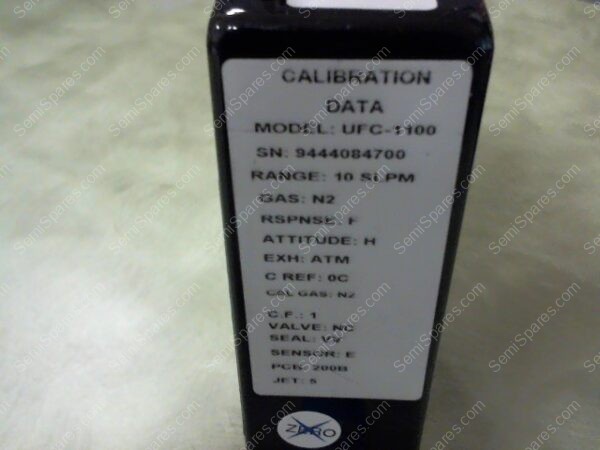 CALIBRATION
DATA
MODEL: UFC-1100
SN: 9444084700
RANGE: 10 SLPM
GAS: N2
RSPNSE: F
ATTITUDE: H
EXH: ATM
C REF: 0C
CAL GAS: N2
C.F.: 1
VALVE: NC
SEAL:
SENSOR: E
PCB: 200B
JET: 5
ZERO
SemiSpares.com